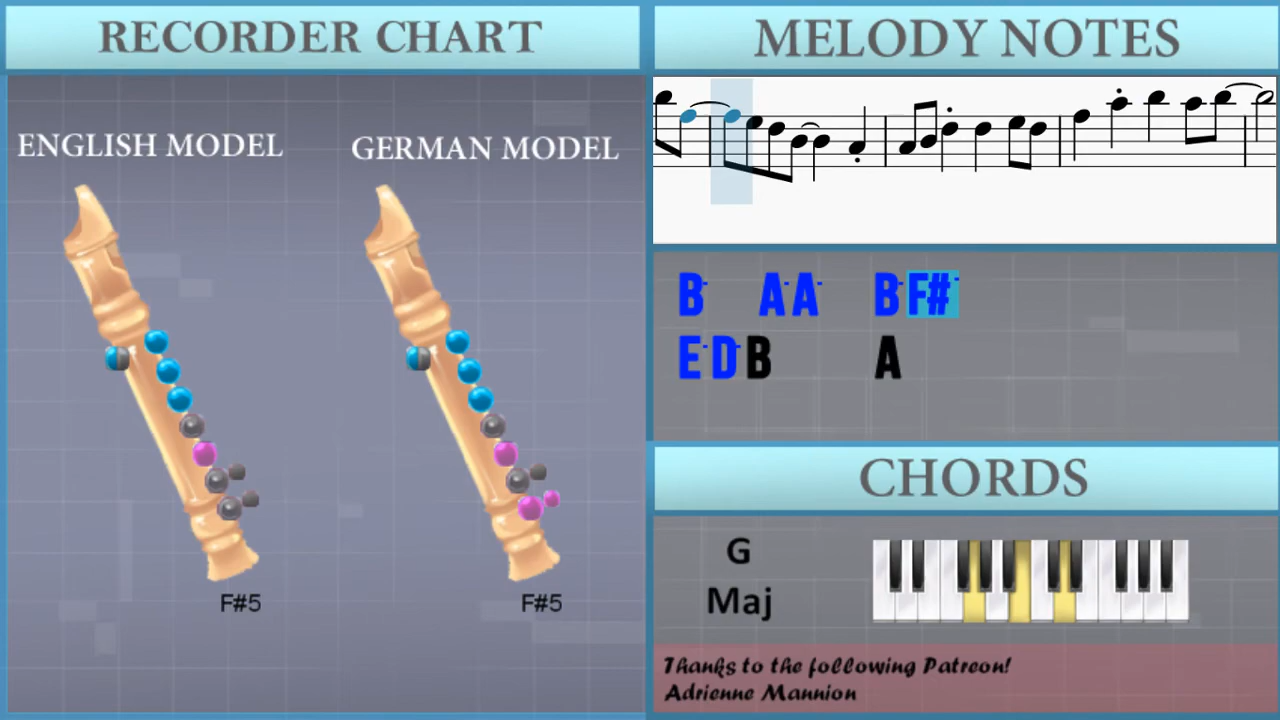 RECORDER CHART
ENGLISH MODEL
GERMAN MODEL
F#5
F#5
MELODY NOTES
B- A-A- B-F#-
E-D-B A
CHORDS
G
Maj
Thanks to the following Patreon!
Adrienne Mannion